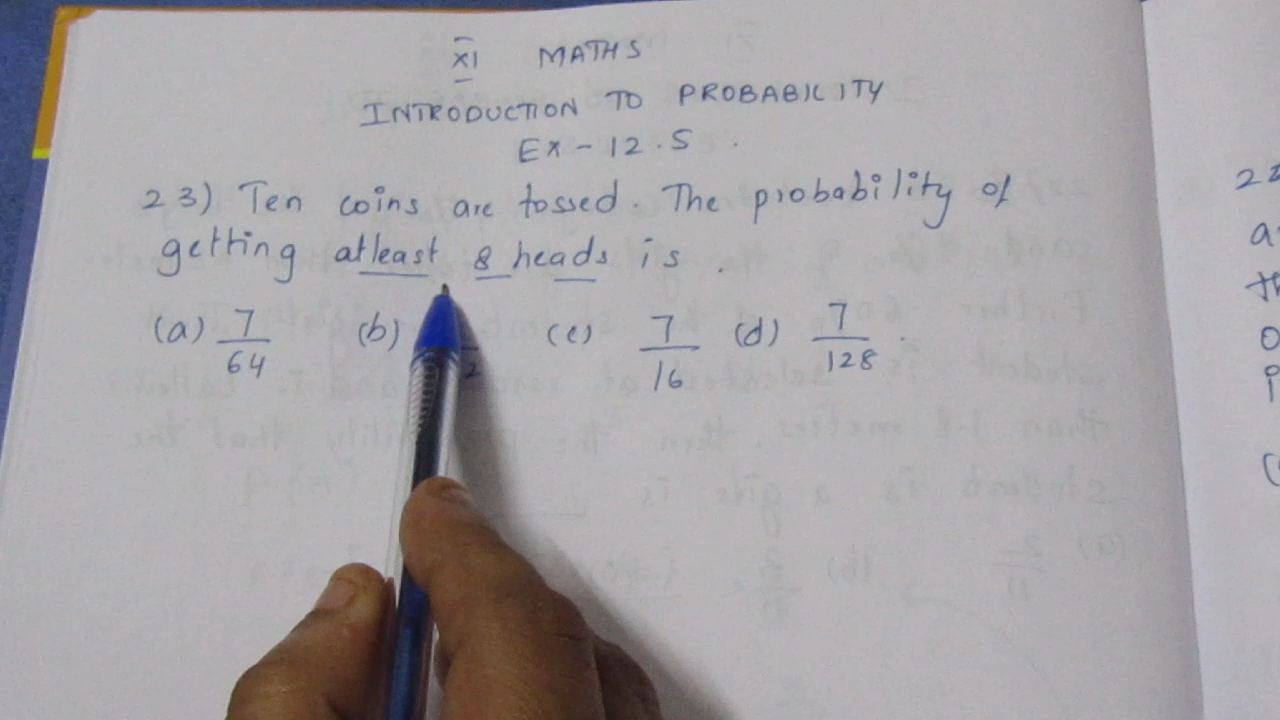 XI MATHS
INTRODUCTION TO PROBABILITY
Ex - 12.5
23) Ten coins are tossed. The probability of
getting atleast 8 heads is .
(a) 7/64 (b) (c) 7/16 (d) 7/128 .